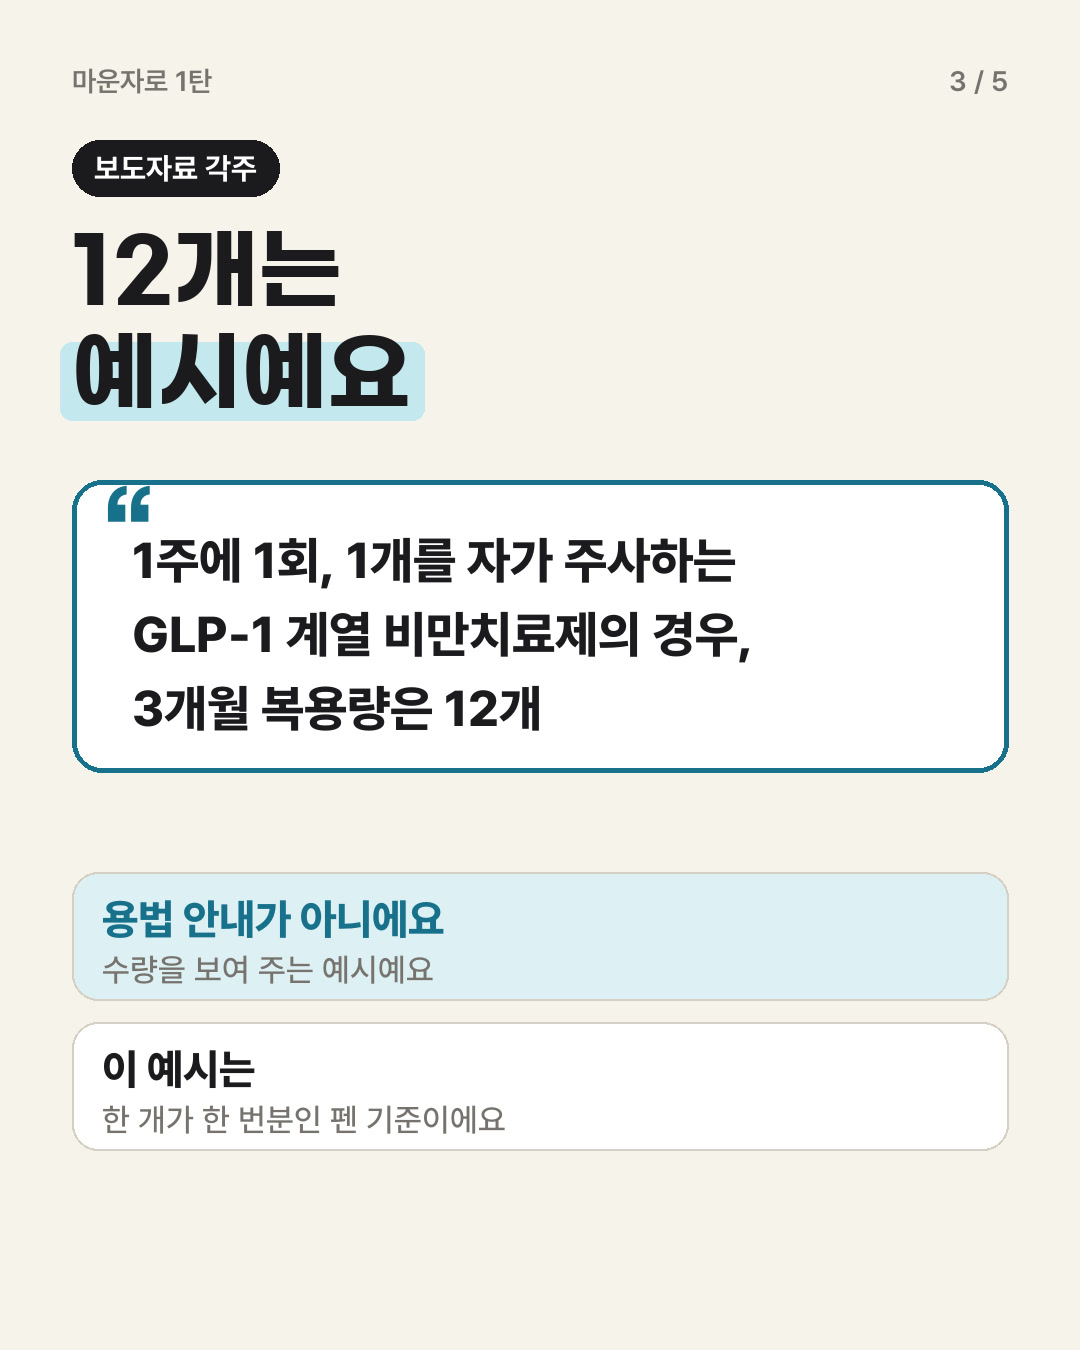 마운자로 1탄
3 / 5
보도자료 각주
12개는
예시예요
“
1주에 1회, 1개를 자가 주사하는
GLP-1 계열 비만치료제의 경우,
3개월 복용량은 12개
용법 안내가 아니에요
수량을 보여 주는 예시예요
이 예시는
한 개가 한 번분인 펜 기준이에요